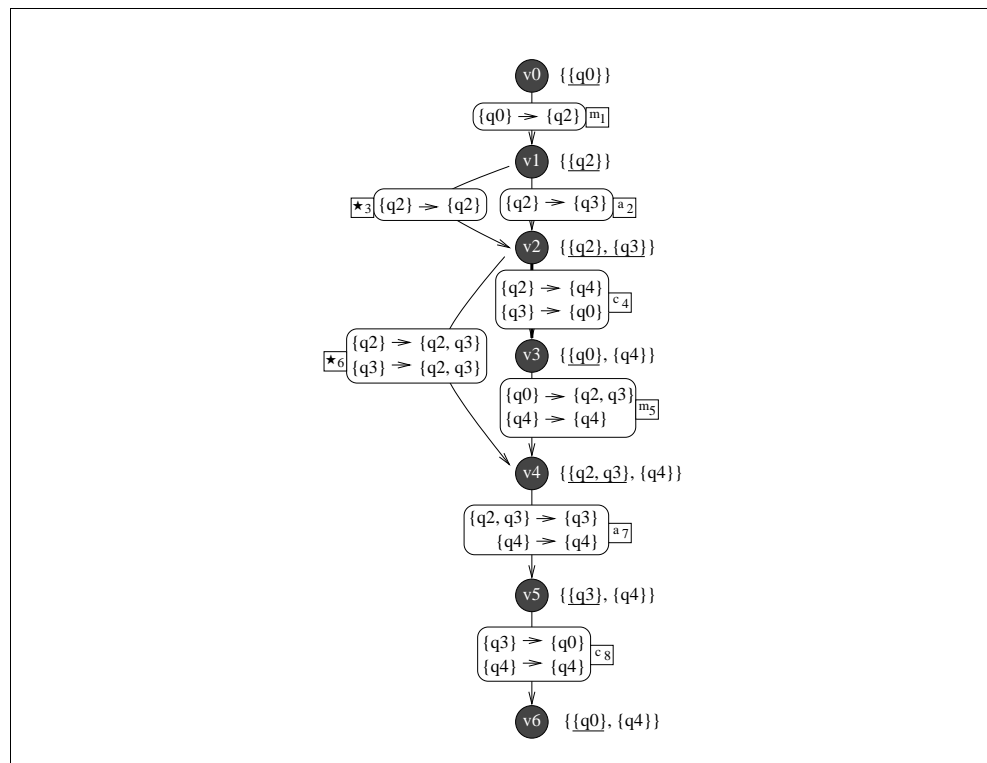 v0 {{q0}}
{q0} → {q2} m1
v1 {{q2}}
★3 {q2} → {q2}
{q2} → {q3} a2
v2 {{q2}, {q3}}
{q2} → {q4}
{q3} → {q0}
c4
★6
{q2} → {q2, q3}
{q3} → {q2, q3}
v3 {{q0}, {q4}}
{q0} → {q2, q3}
{q4} → {q4}
m5
v4 {{q2, q3}, {q4}}
{q2, q3} → {q3}
{q4} → {q4}
a7
v5 {{q3}, {q4}}
{q3} → {q0}
{q4} → {q4}
c8
v6 {{q0}, {q4}}